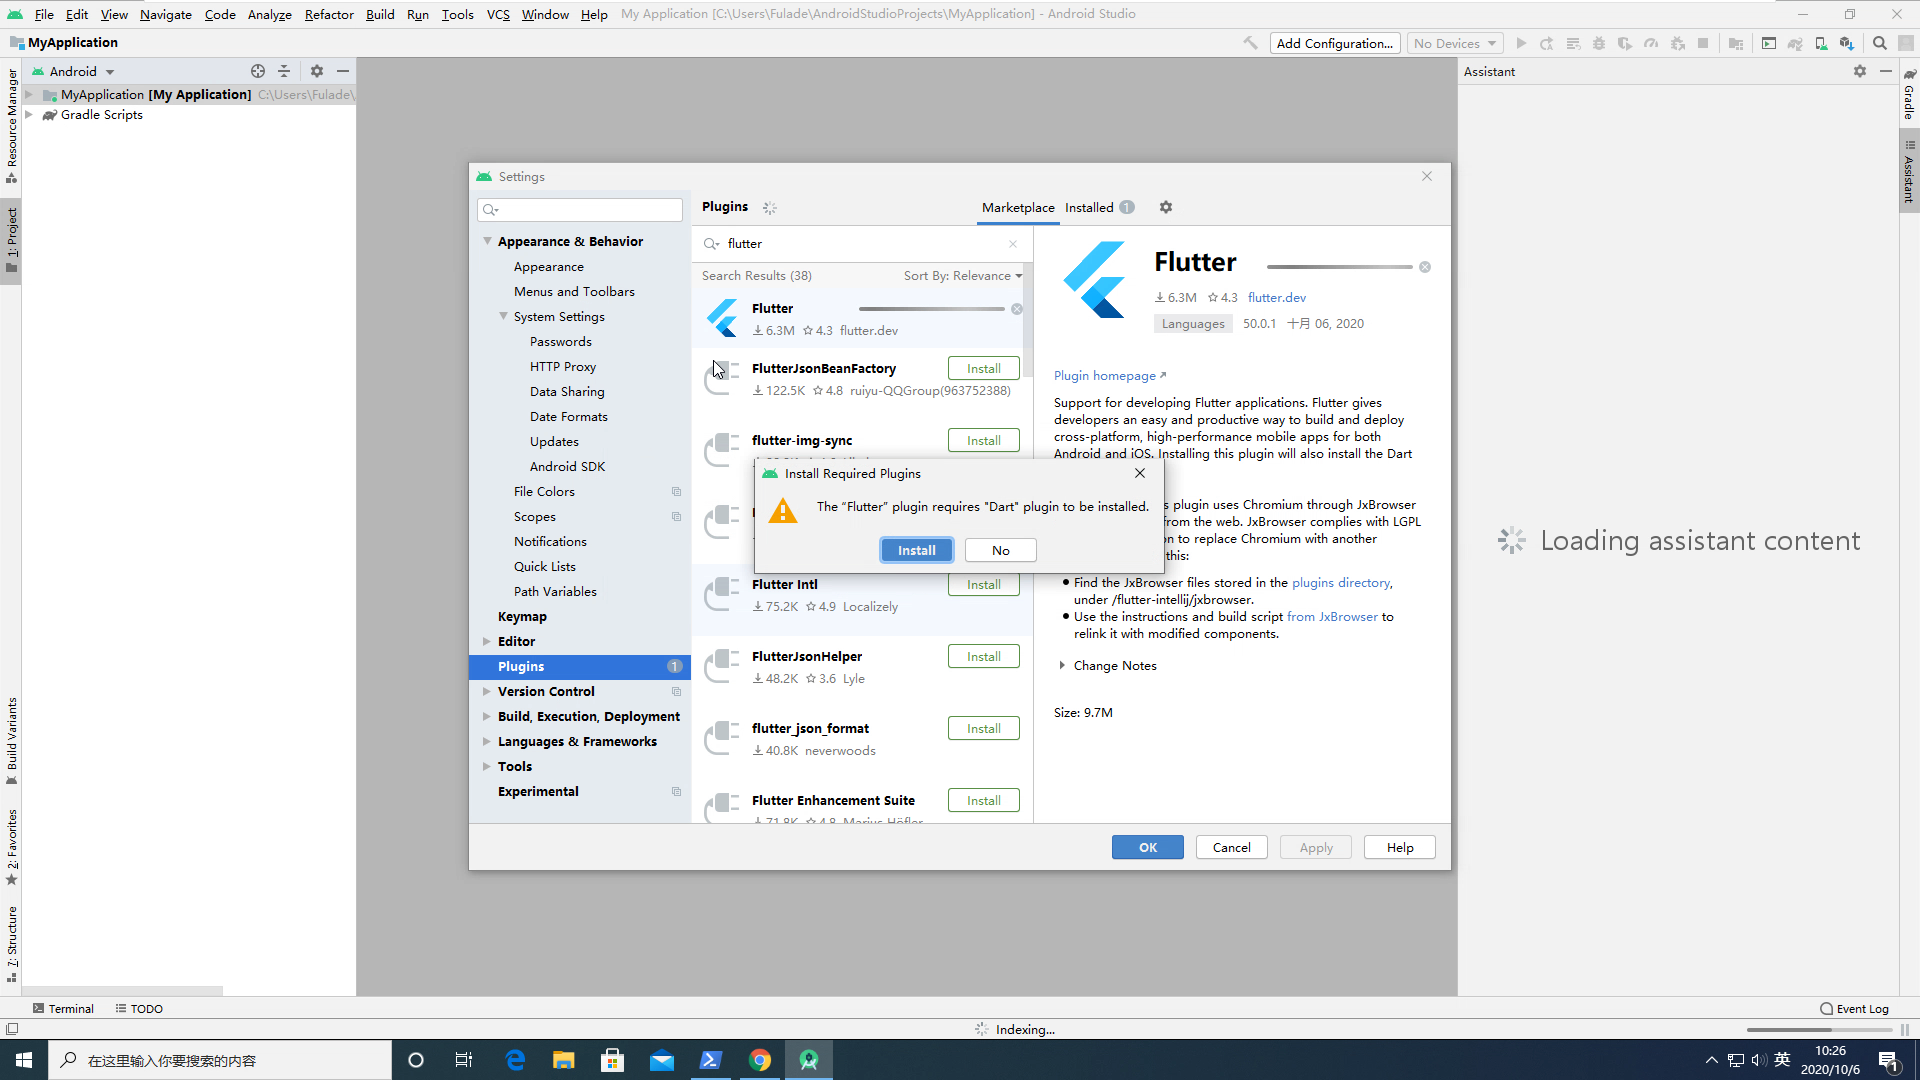 File Edit View Navigate Code Analyze Refactor Build Run Tools VCS Window Help My Application [C:\Users\Fulade\AndroidStudioProjects\MyApplication] - Android Studio
MyApplication
Add Configuration...
No Devices
Resource Manager
1: Project
Build Variants
2: Favorites
7: Structure
Android
MyApplication [My Application] C:\Users\Fulade\
Gradle Scripts
Settings
Appearance & Behavior
Appearance
Menus and Toolbars
System Settings
Passwords
HTTP Proxy
Data Sharing
Date Formats
Updates
Android SDK
File Colors
Scopes
Notifications
Quick Lists
Path Variables
Keymap
Editor
Plugins 1
Version Control
Build, Execution, Deployment
Languages & Frameworks
Tools
Experimental
Plugins
Marketplace Installed 1
flutter
Search Results (38) Sort By: Relevance
Flutter
6.3M 4.3 flutter.dev
FlutterJsonBeanFactory Install
122.5K 4.8 ruiyu-QQGroup(963752388)
flutter-img-sync Install
Flutter Intl Install
75.2K 4.9 Localizely
FlutterJsonHelper Install
48.2K 3.6 Lyle
flutter_json_format Install
40.8K neverwoods
Flutter Enhancement Suite Install
71.8K 4.8 Marius Höfler
Install Required Plugins
The “Flutter” plugin requires "Dart" plugin to be installed.
Install No
Flutter
6.3M 4.3 flutter.dev
Languages 50.0.1 十月 06, 2020
Plugin homepage
Support for developing Flutter applications. Flutter gives
developers an easy and productive way to build and deploy
cross-platform, high-performance mobile apps for both
Android and iOS. Installing this plugin will also install the Dart
plugin uses Chromium through JxBrowser
from the web. JxBrowser complies with LGPL
to replace Chromium with another
this:
Find the JxBrowser files stored in the plugins directory,
under /flutter-intellij/jxbrowser.
Use the instructions and build script from JxBrowser to
relink it with modified components.
Change Notes
Size: 9.7M
OK Cancel Apply Help
Assistant
Loading assistant content
Gradle
Assistant
Terminal TODO
Event Log
Indexing...
在这里输入你要搜索的内容
英
10:26
2020/10/6
1